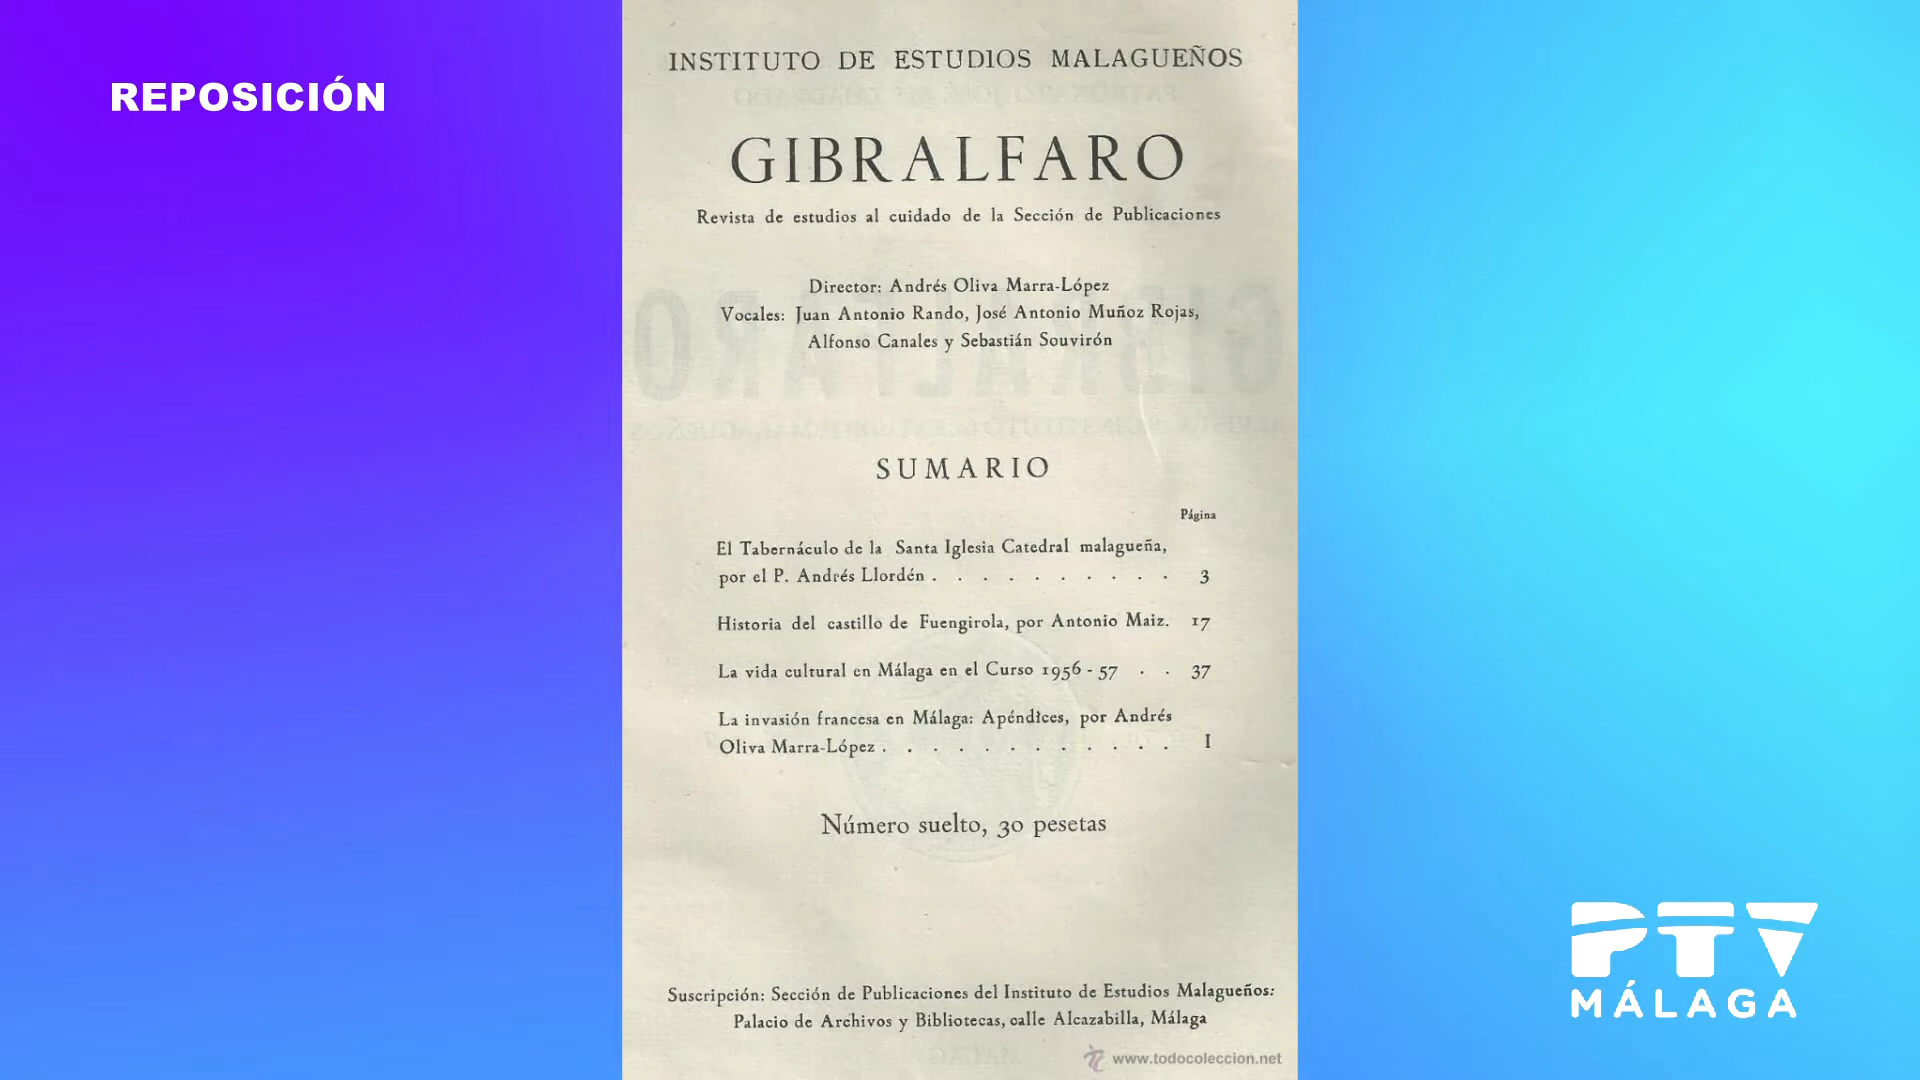 REPOSICIÓN
INSTITUTO DE ESTUDIOS MALAGUEÑOS
GIBRALFARO
Revista de estudios al cuidado de la Sección de Publicaciones
Director: Andrés Oliva Marra-López
Vocales: Juan Antonio Rando, José Antonio Muñoz Rojas,
Alfonso Canales y Sebastián Souvirón
SUMARIO
Página
El Tabernáculo de la Santa Iglesia Catedral malagueña,
por el P. Andrés Llordén . . . . . . . . . . 3
Historia del castillo de Fuengirola, por Antonio Maiz. 17
La vida cultural en Málaga en el Curso 1956 - 57 . . 37
La invasión francesa en Málaga: Apéndices, por Andrés
Oliva Marra-López . . . . . . . . . . . . I
Número suelto, 30 pesetas
Suscripción: Sección de Publicaciones del Instituto de Estudios Malagueños:
Palacio de Archivos y Bibliotecas, calle Alcazabilla, Málaga
www.todocoleccion.net
PTV
MÁLAGA